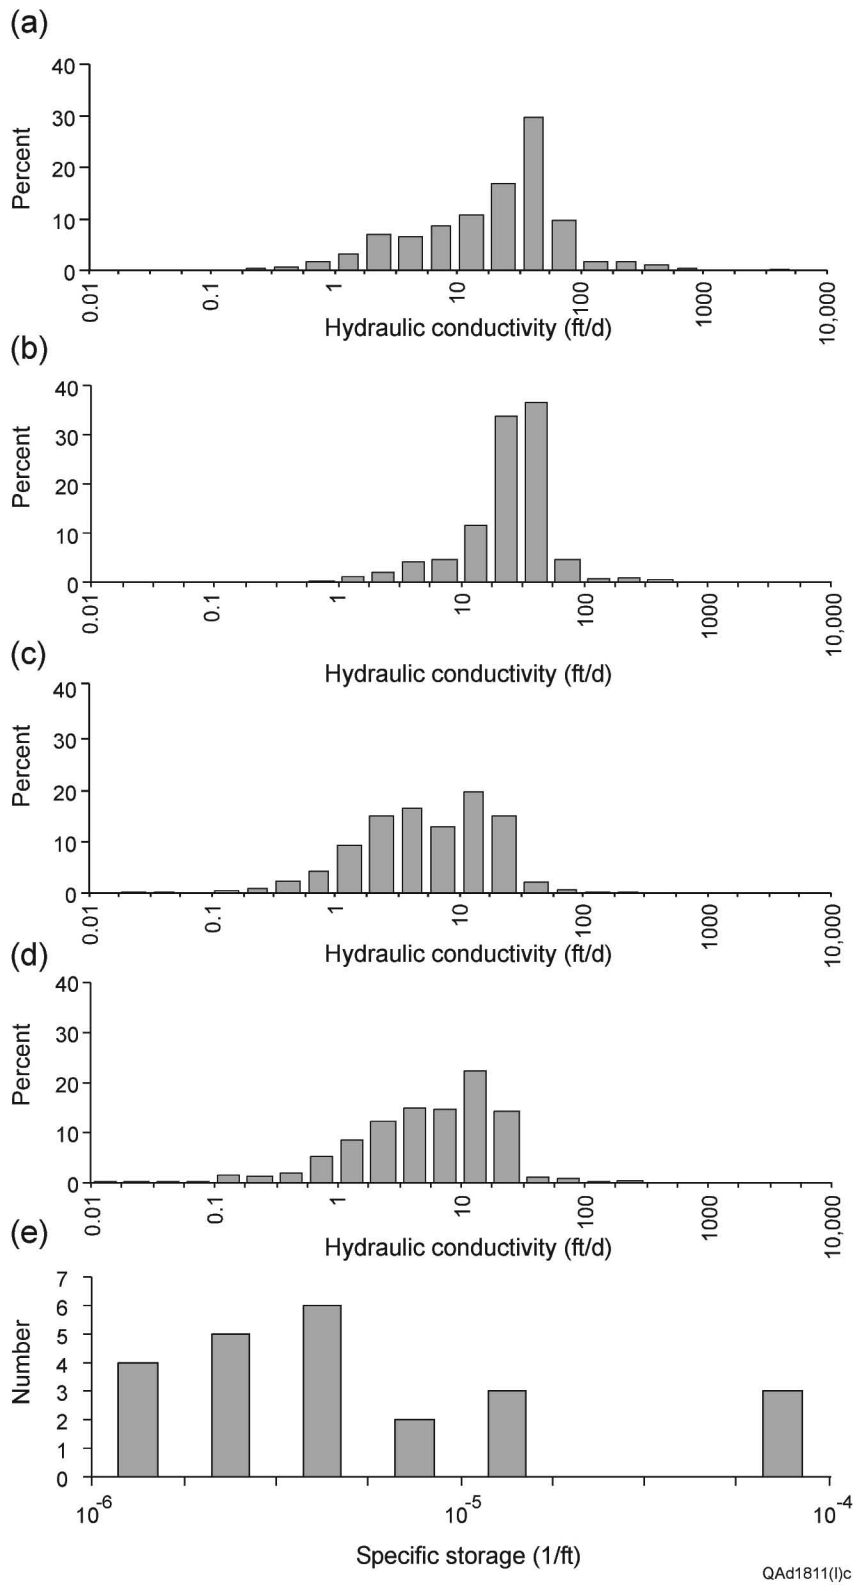 (a)
Percent
40
30
20
10
0
0.01 0.1 1 10 100 1000 10,000
Hydraulic conductivity (ft/d)
(b)
Percent
40
30
20
10
0
0.01 0.1 1 10 100 1000 10,000
Hydraulic conductivity (ft/d)
(c)
Percent
40
30
20
10
0
0.01 0.1 1 10 100 1000 10,000
Hydraulic conductivity (ft/d)
(d)
Percent
40
30
20
10
0
0.01 0.1 1 10 100 1000 10,000
Hydraulic conductivity (ft/d)
(e)
Number
7
6
5
4
3
2
1
0
10-6 10-5 10-4
Specific storage (1/ft)
QAd1811(I)c